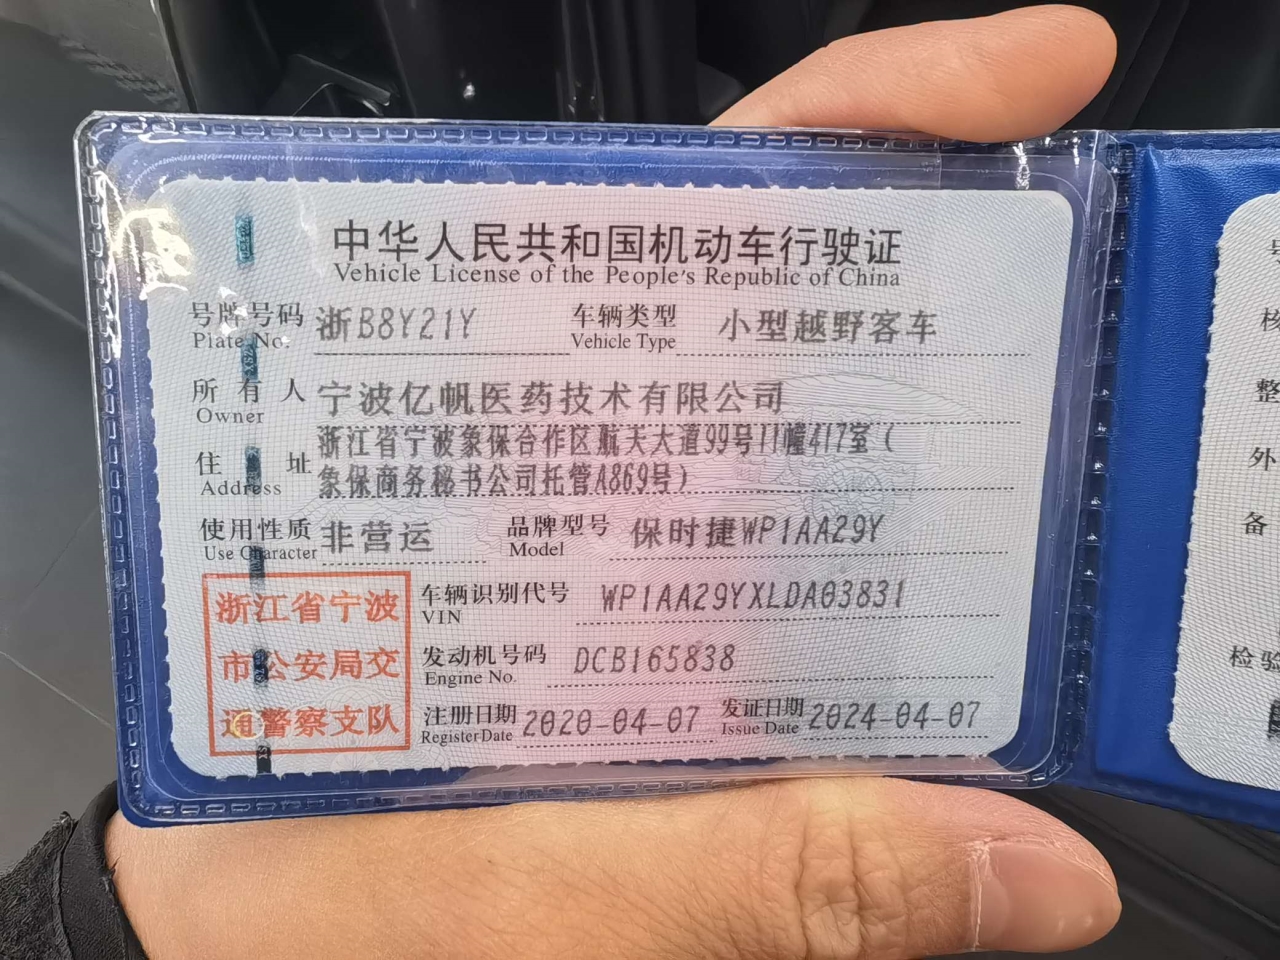 中华人民共和国机动车行驶证
Vehicle License of the People's Republic of China
号牌号码 浙B8Y21Y 车辆类型 小型越野客车
Plate No. Vehicle Type
所有人 宁波亿帆医药技术有限公司
Owner
浙江省宁波象保合作区航天大道99号11幢417室(
住址
Address 象保商务秘书公司托管A869号)
使用性质 非营运 品牌型号 保时捷WP1AA29Y
Use Character Model
浙江省宁波
市公安局交
通警察支队
车辆识别代号 WP1AA29YXLDA03831
VIN
发动机号码 DCB165838
Engine No.
注册日期 2020-04-07 发证日期 2024-04-07
Register Date Issue Date
号
核
整
外
备
检验